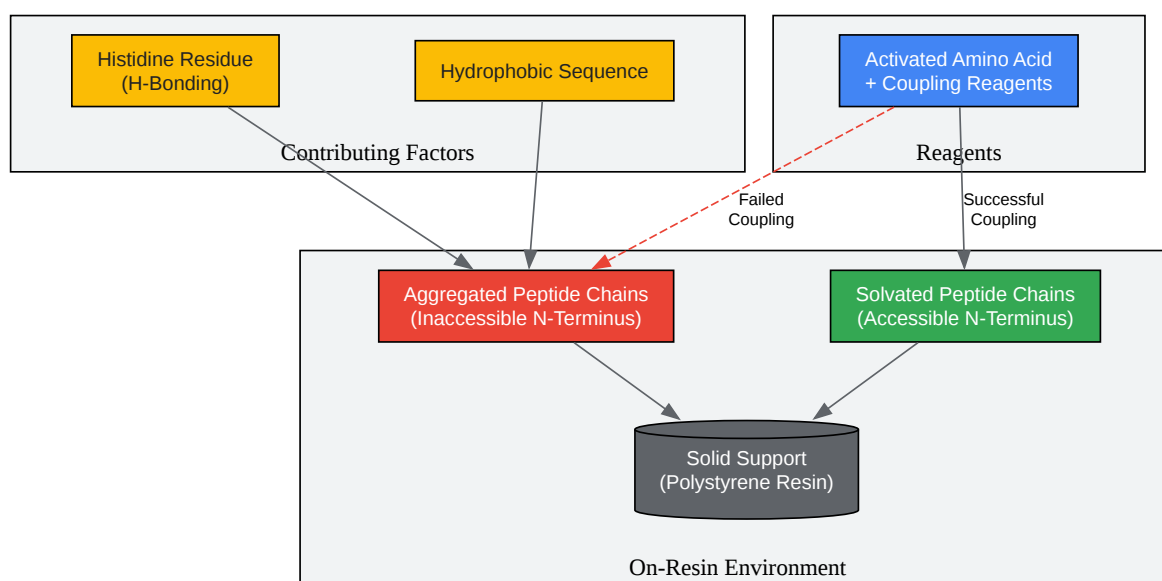 Histidine Residue
(H-Bonding)
Hydrophobic Sequence
Activated Amino Acid
+ Coupling Reagents
Contributing Factors
Reagents
Failed
Coupling
Successful
Coupling
Aggregated Peptide Chains
(Inaccessible N-Terminus)
Solvated Peptide Chains
(Accessible N-Terminus)
Solid Support
(Polystyrene Resin)
On-Resin Environment